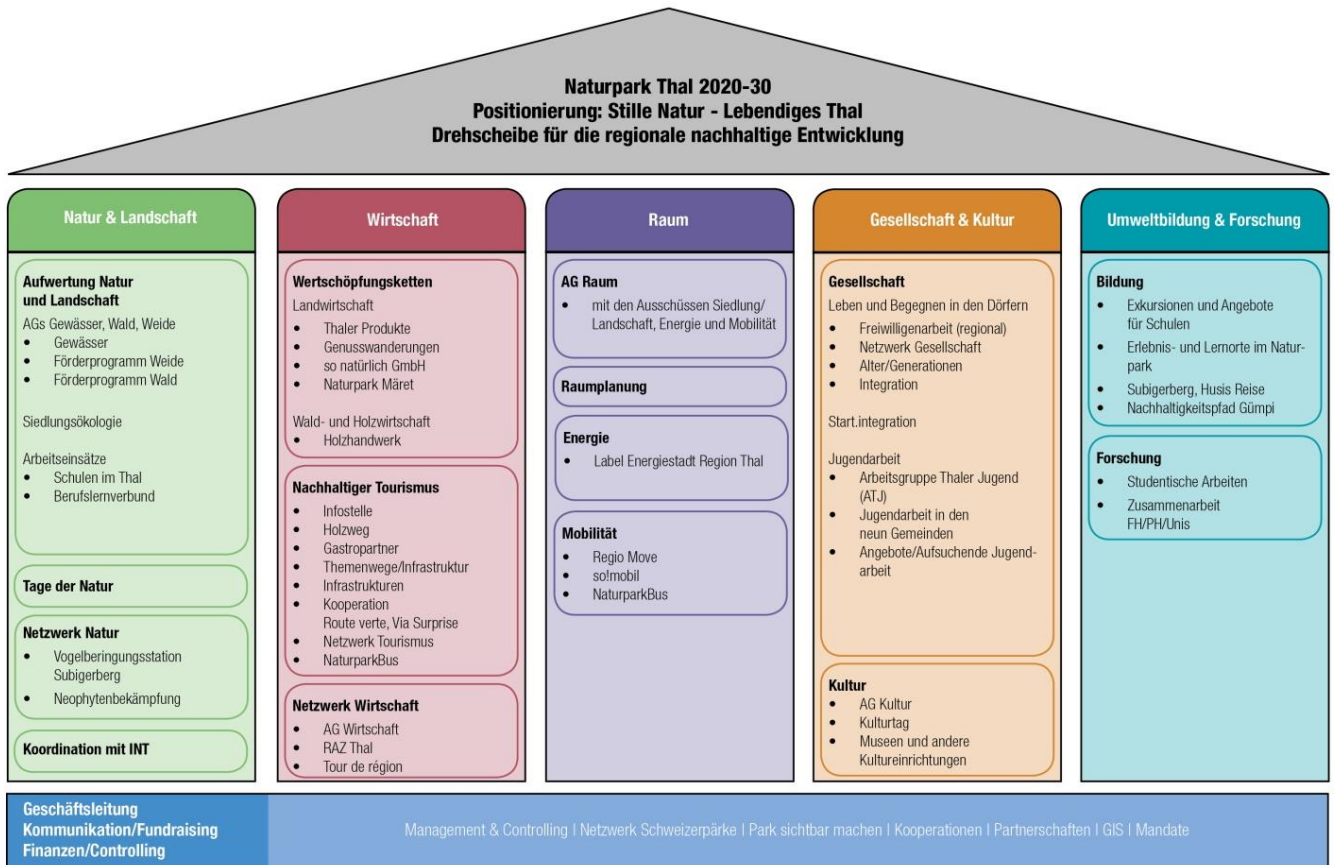 Naturpark Thal 2020-30
Positionierung: Stille Natur - Lebendiges Thal
Drehscheibe für die regionale nachhaltige Entwicklung
Natur & Landschaft
Aufwertung Natur
und Landschaft
AGs Gewässer, Wald, Weide
• Gewässer
• Förderprogramm Weide
• Förderprogramm Wald
Siedlungsökologie
Arbeitseinsätze
• Schulen im Thal
• Berufslernverbund
Tage der Natur
Netzwerk Natur
• Vogelberingungsstation
Subigerberg
• Neophytenbekämpfung
Koordination mit INT
Wirtschaft
Wertschöpfungsketten
Landwirtschaft
• Thaler Produkte
• Genusswanderungen
• so natürlich GmbH
• Naturpark Märet
Wald- und Holzwirtschaft
• Holzhandwerk
Nachhaltiger Tourismus
• Infostelle
• Holzweg
• Gastropartner
• Themenwege/Infrastruktur
• Infrastrukturen
• Kooperation
Route verte, Via Surprise
• Netzwerk Tourismus
• NaturparkBus
Netzwerk Wirtschaft
• AG Wirtschaft
• RAZ Thal
• Tour de région
Raum
AG Raum
• mit den Ausschüssen Siedlung/
Landschaft, Energie und Mobilität
Raumplanung
Energie
• Label Energiestadt Region Thal
Mobilität
• Regio Move
• so!mobil
• NaturparkBus
Gesellschaft & Kultur
Gesellschaft
Leben und Begegnen in den Dörfern
• Freiwilligenarbeit (regional)
• Netzwerk Gesellschaft
• Alter/Generationen
• Integration
Start.integration
Jugendarbeit
• Arbeitsgruppe Thaler Jugend
(ATJ)
• Jugendarbeit in den
neun Gemeinden
• Angebote/Aufsuchende Jugend-
arbeit
Kultur
• AG Kultur
• Kulturtag
• Museen und andere
Kultureinrichtungen
Umweltbildung & Forschung
Bildung
• Exkursionen und Angebote
für Schulen
• Erlebnis- und Lernorte im Natur-
park
• Subigerberg, Husis Reise
• Nachhaltigkeitspfad Gümpi
Forschung
• Studentische Arbeiten
• Zusammenarbeit
FH/PH/Unis
Geschäftsleitung
Kommunikation/Fundraising
Finanzen/Controlling
Management & Controlling I Netzwerk Schweizerpärke I Park sichtbar machen I Kooperationen I Partnerschaften I GIS I Mandate